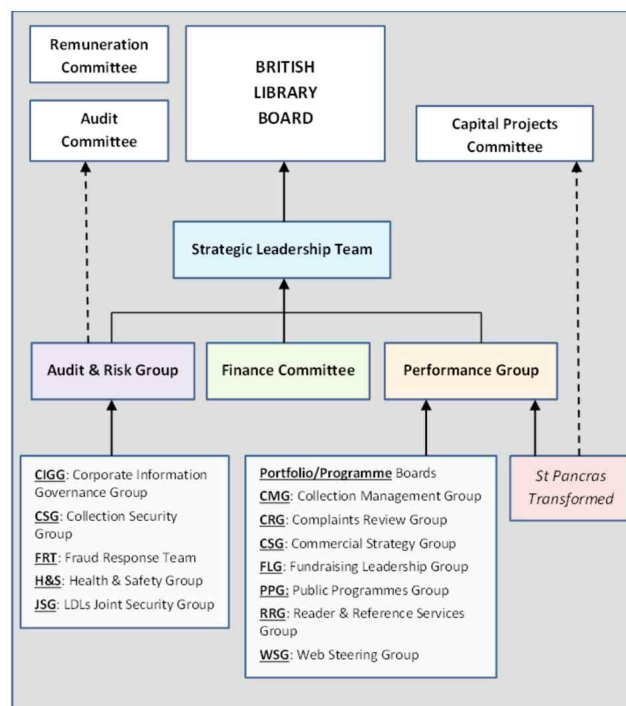 Remuneration
Committee
BRITISH
LIBRARY
BOARD
Audit
Committee
Capital Projects
Committee
Strategic Leadership Team
Audit & Risk Group
Finance Committee
Performance Group
CIGG: Corporate Information
Governance Group
CSG: Collection Security
Group
FRT: Fraud Response Team
H&S: Health & Safety Group
JSG: LDLs Joint Security Group
Portfolio/Programme Boards
CMG: Collection Management Group
CRG: Complaints Review Group
CSG: Commercial Strategy Group
FLG: Fundraising Leadership Group
PPG: Public Programmes Group
RRG: Reader & Reference Services
Group
WSG: Web Steering Group
St Pancras
Transformed